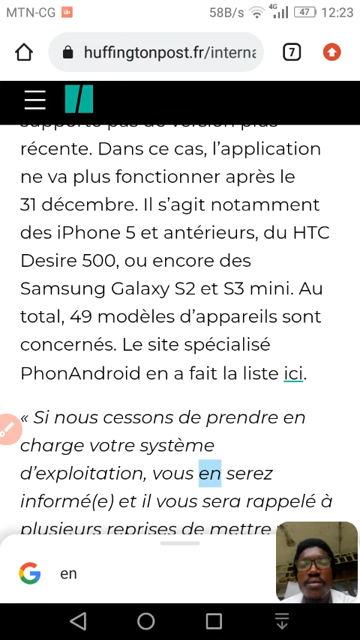 MTN-CG 58B/s 4G 47 12:23
huffingtonpost.fr/interna 7
supporte pas de version plus
récente. Dans ce cas, l'application
ne va plus fonctionner après le
31 décembre. Il s'agit notamment
des iPhone 5 et antérieurs, du HTC
Desire 500, ou encore des
Samsung Galaxy S2 et S3 mini. Au
total, 49 modèles d'appareils sont
concernés. Le site spécialisé
PhonAndroid en a fait la liste ici.
« Si nous cessons de prendre en
charge votre système
d'exploitation, vous en serez
informé(e) et il vous sera rappelé à
plusieurs reprises de mettre
G en